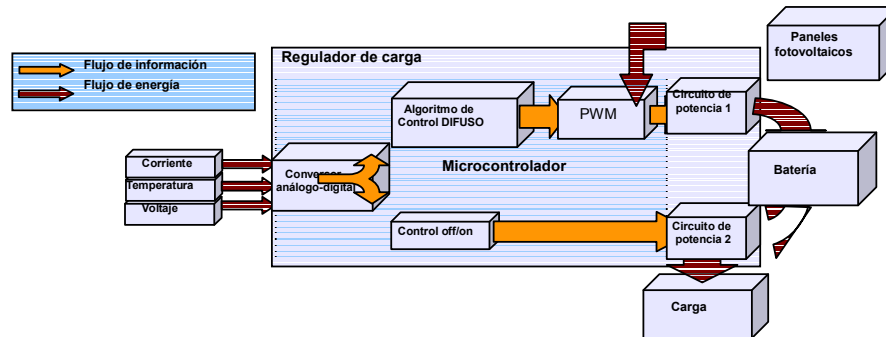 Flujo de información
Flujo de energía
Regulador de carga
Paneles
fotovoltaicos
Algoritmo de
Control DIFUSO
PWM
Circuito de
potencia 1
Corriente
Temperatura
Voltaje
Conversor
análogo-digital
Microcontrolador
Batería
Control off/on
Circuito de
potencia 2
Carga